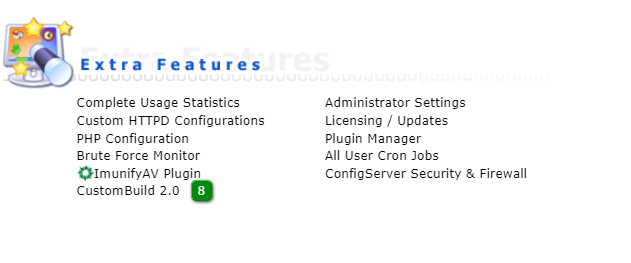 Extra Features
Complete Usage Statistics
Custom HTTPD Configurations
PHP Configuration
Brute Force Monitor
ImunifyAV Plugin
CustomBuild 2.0 8
Administrator Settings
Licensing / Updates
Plugin Manager
All User Cron Jobs
ConfigServer Security & Firewall